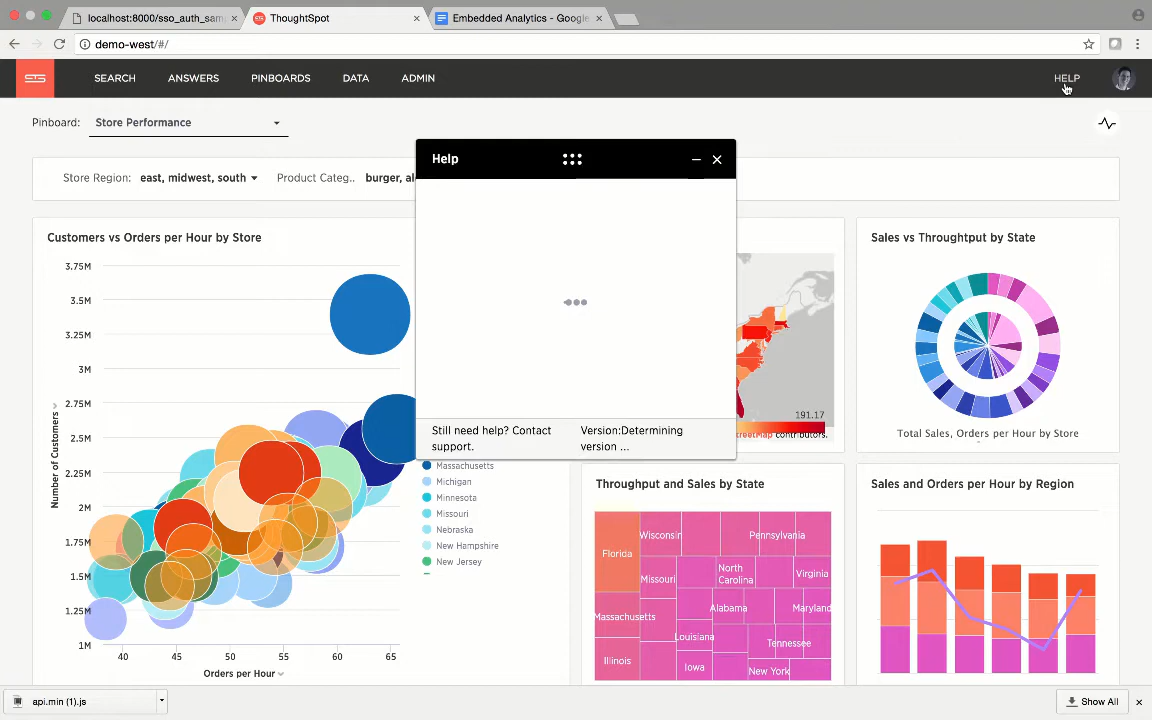 localhost:8000/sso_auth_sam
ThoughtSpot
Embedded Analytics - Google
demo-west/#/
SEARCH
ANSWERS
PINBOARDS
DATA
ADMIN
HELP
Pinboard:
Store Performance
Store Region:
east, midwest, south
Product Categ..
burger, al
Help
Still need help? Contact
support.
Version:Determining
version ...
Customers vs Orders per Hour by Store
3.75M
3.5M
3.25M
3M
2.75M
2.5M
2.25M
2M
1.75M
1.5M
1.25M
1M
Number of Customers
40
45
50
55
60
65
Orders per Hour
Massachusetts
Michigan
Minnesota
Missouri
Nebraska
New Hampshire
New Jersey
191.17
reetMap contributors.
Sales vs Throughtput by State
Total Sales, Orders per Hour by Store
Throughput and Sales by State
Florida
Massachusetts
Illinois
Wisconsin
Missouri
Louisiana
Iowa
Pennsylvania
North
Carolina
Virginia
Alabama
Maryland
Tennessee
New York
Sales and Orders per Hour by Region
api.min (1).js
Show All